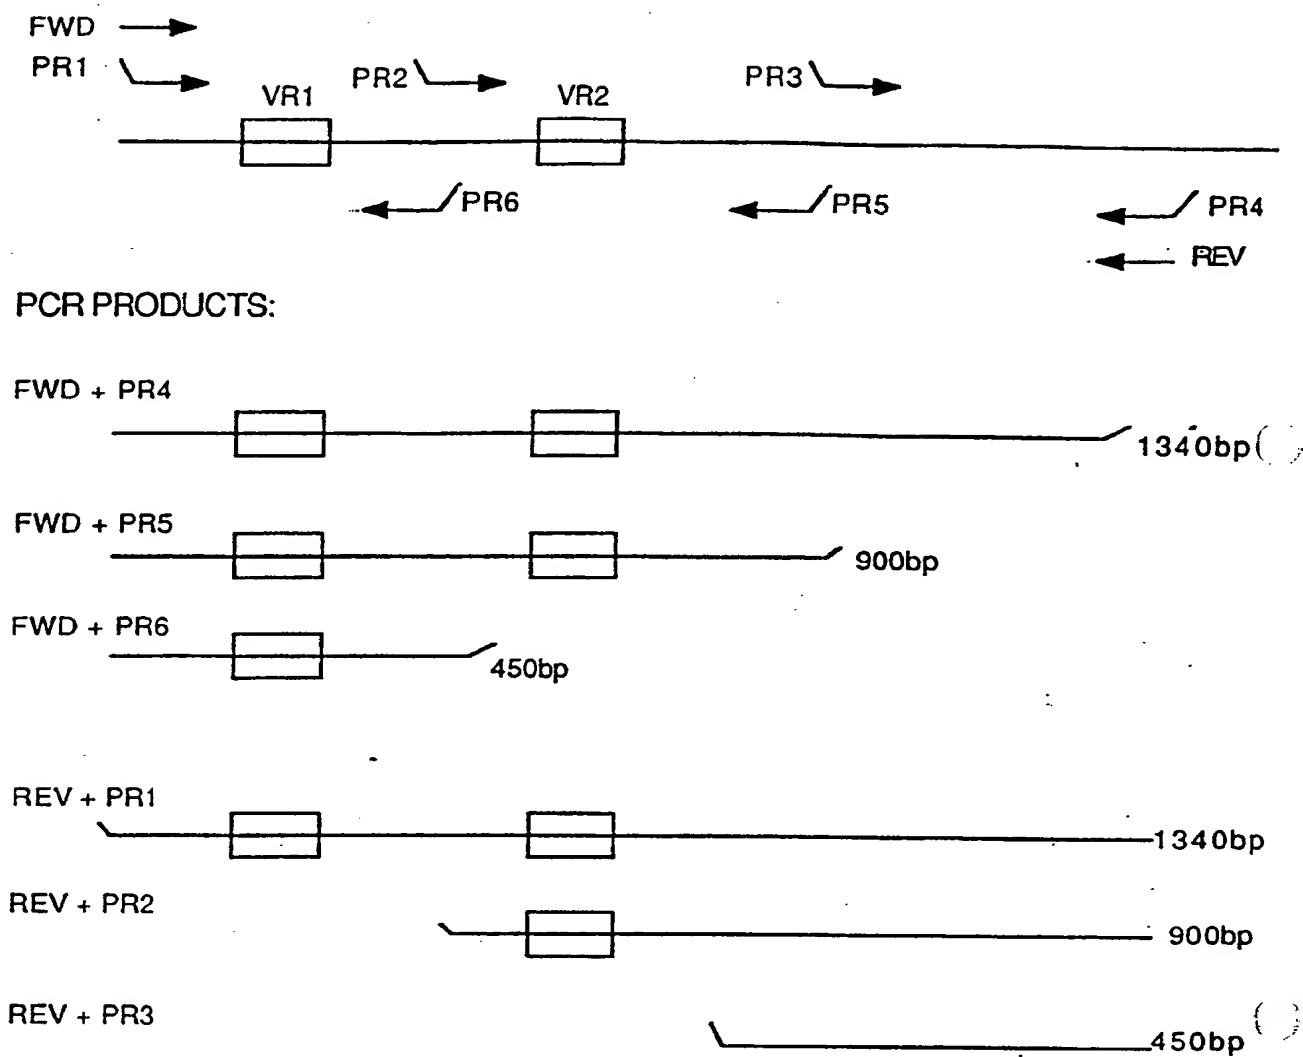 FWD
PR1
VR1
PR2
VR2
PR3
PR6
PR5
PR4
REV
PCR PRODUCTS:
FWD + PR4
1340bp
FWD + PR5
900bp
FWD + PR6
450bp
REV + PR1
1340bp
REV + PR2
900bp
REV + PR3
450bp